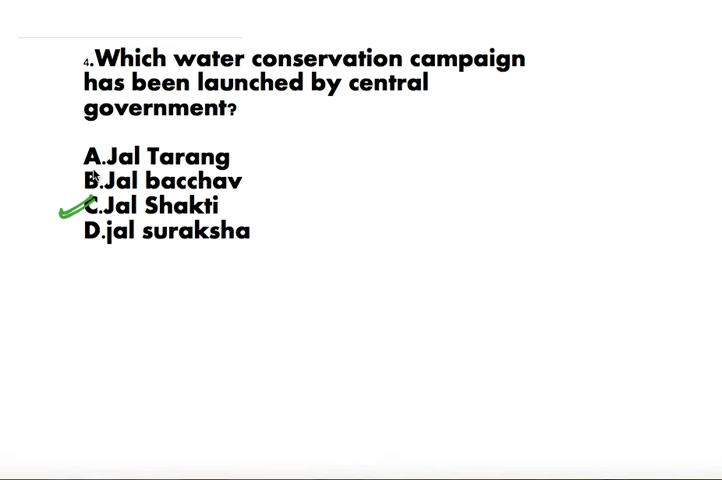 4.Which water conservation campaign
has been launched by central
government?
A.Jal Tarang
B.Jal bacchav
C.Jal Shakti
D.jal suraksha